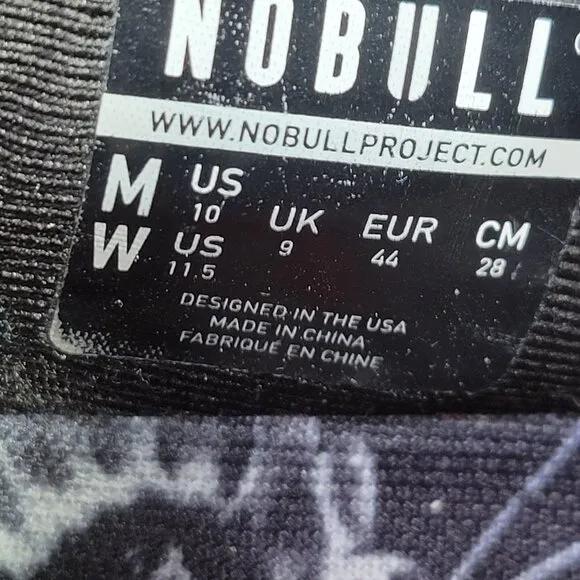 NOBULL
WWW.NOBULLPROJECT.COM
M US 10 UK 9 EUR 44 CM 28
W US 11.5
DESIGNED IN THE USA
MADE IN CHINA
FABRIQUE EN CHINE